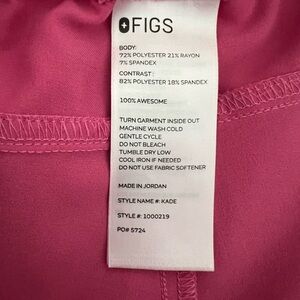 FIGS
BODY:
72% POLYESTER 21% RAYON
7% SPANDEX
CONTRAST:
82% POLYESTER 18% SPANDEX
100% AWESOME
TURN GARMENT INSIDE OUT
MACHINE WASH COLD
GENTLE CYCLE
DO NOT BLEACH
TUMBLE DRY LOW
COOL IRON IF NEEDED
DO NOT USE FABRIC SOFTENER
MADE IN JORDAN
STYLE NAME #: KADE
STYLE #: 1000219
PO# 5724